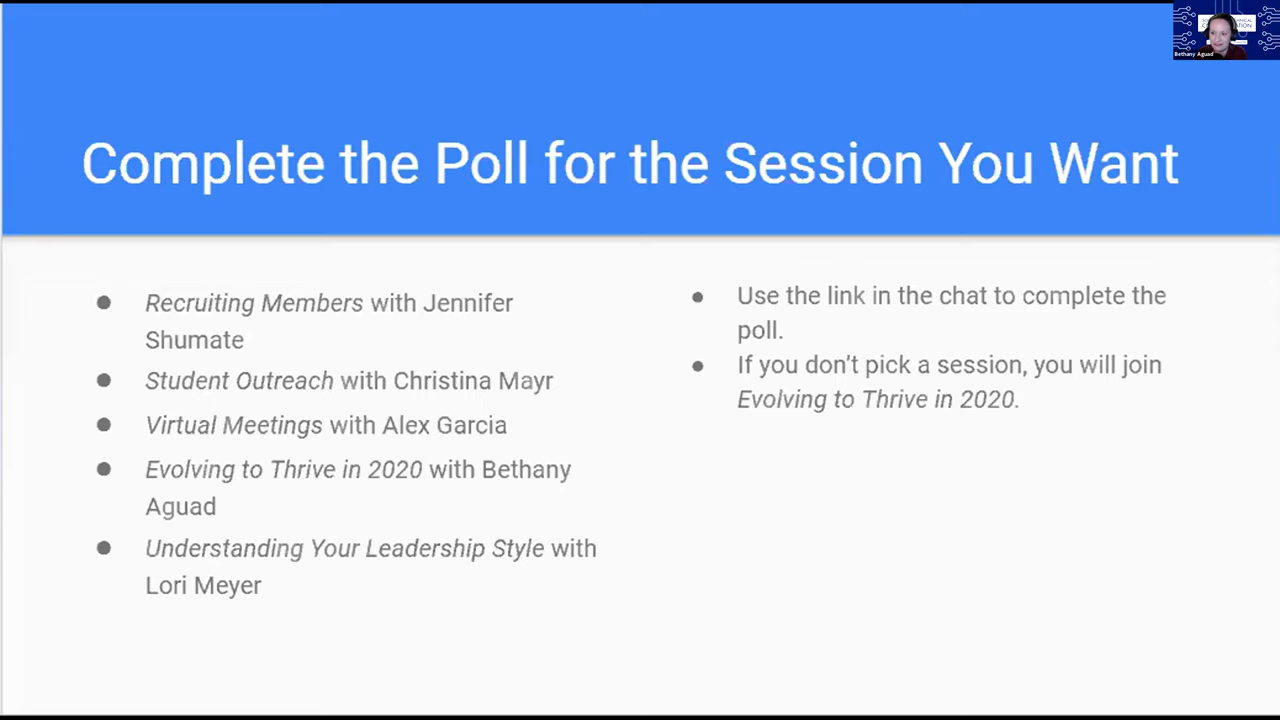 Bethany Aguad
Complete the Poll for the Session You Want
Recruiting Members with Jennifer
Shumate
Student Outreach with Christina Mayr
Virtual Meetings with Alex Garcia
Evolving to Thrive in 2020 with Bethany
Aguad
Understanding Your Leadership Style with
Lori Meyer
Use the link in the chat to complete the
poll.
If you don’t pick a session, you will join
Evolving to Thrive in 2020.